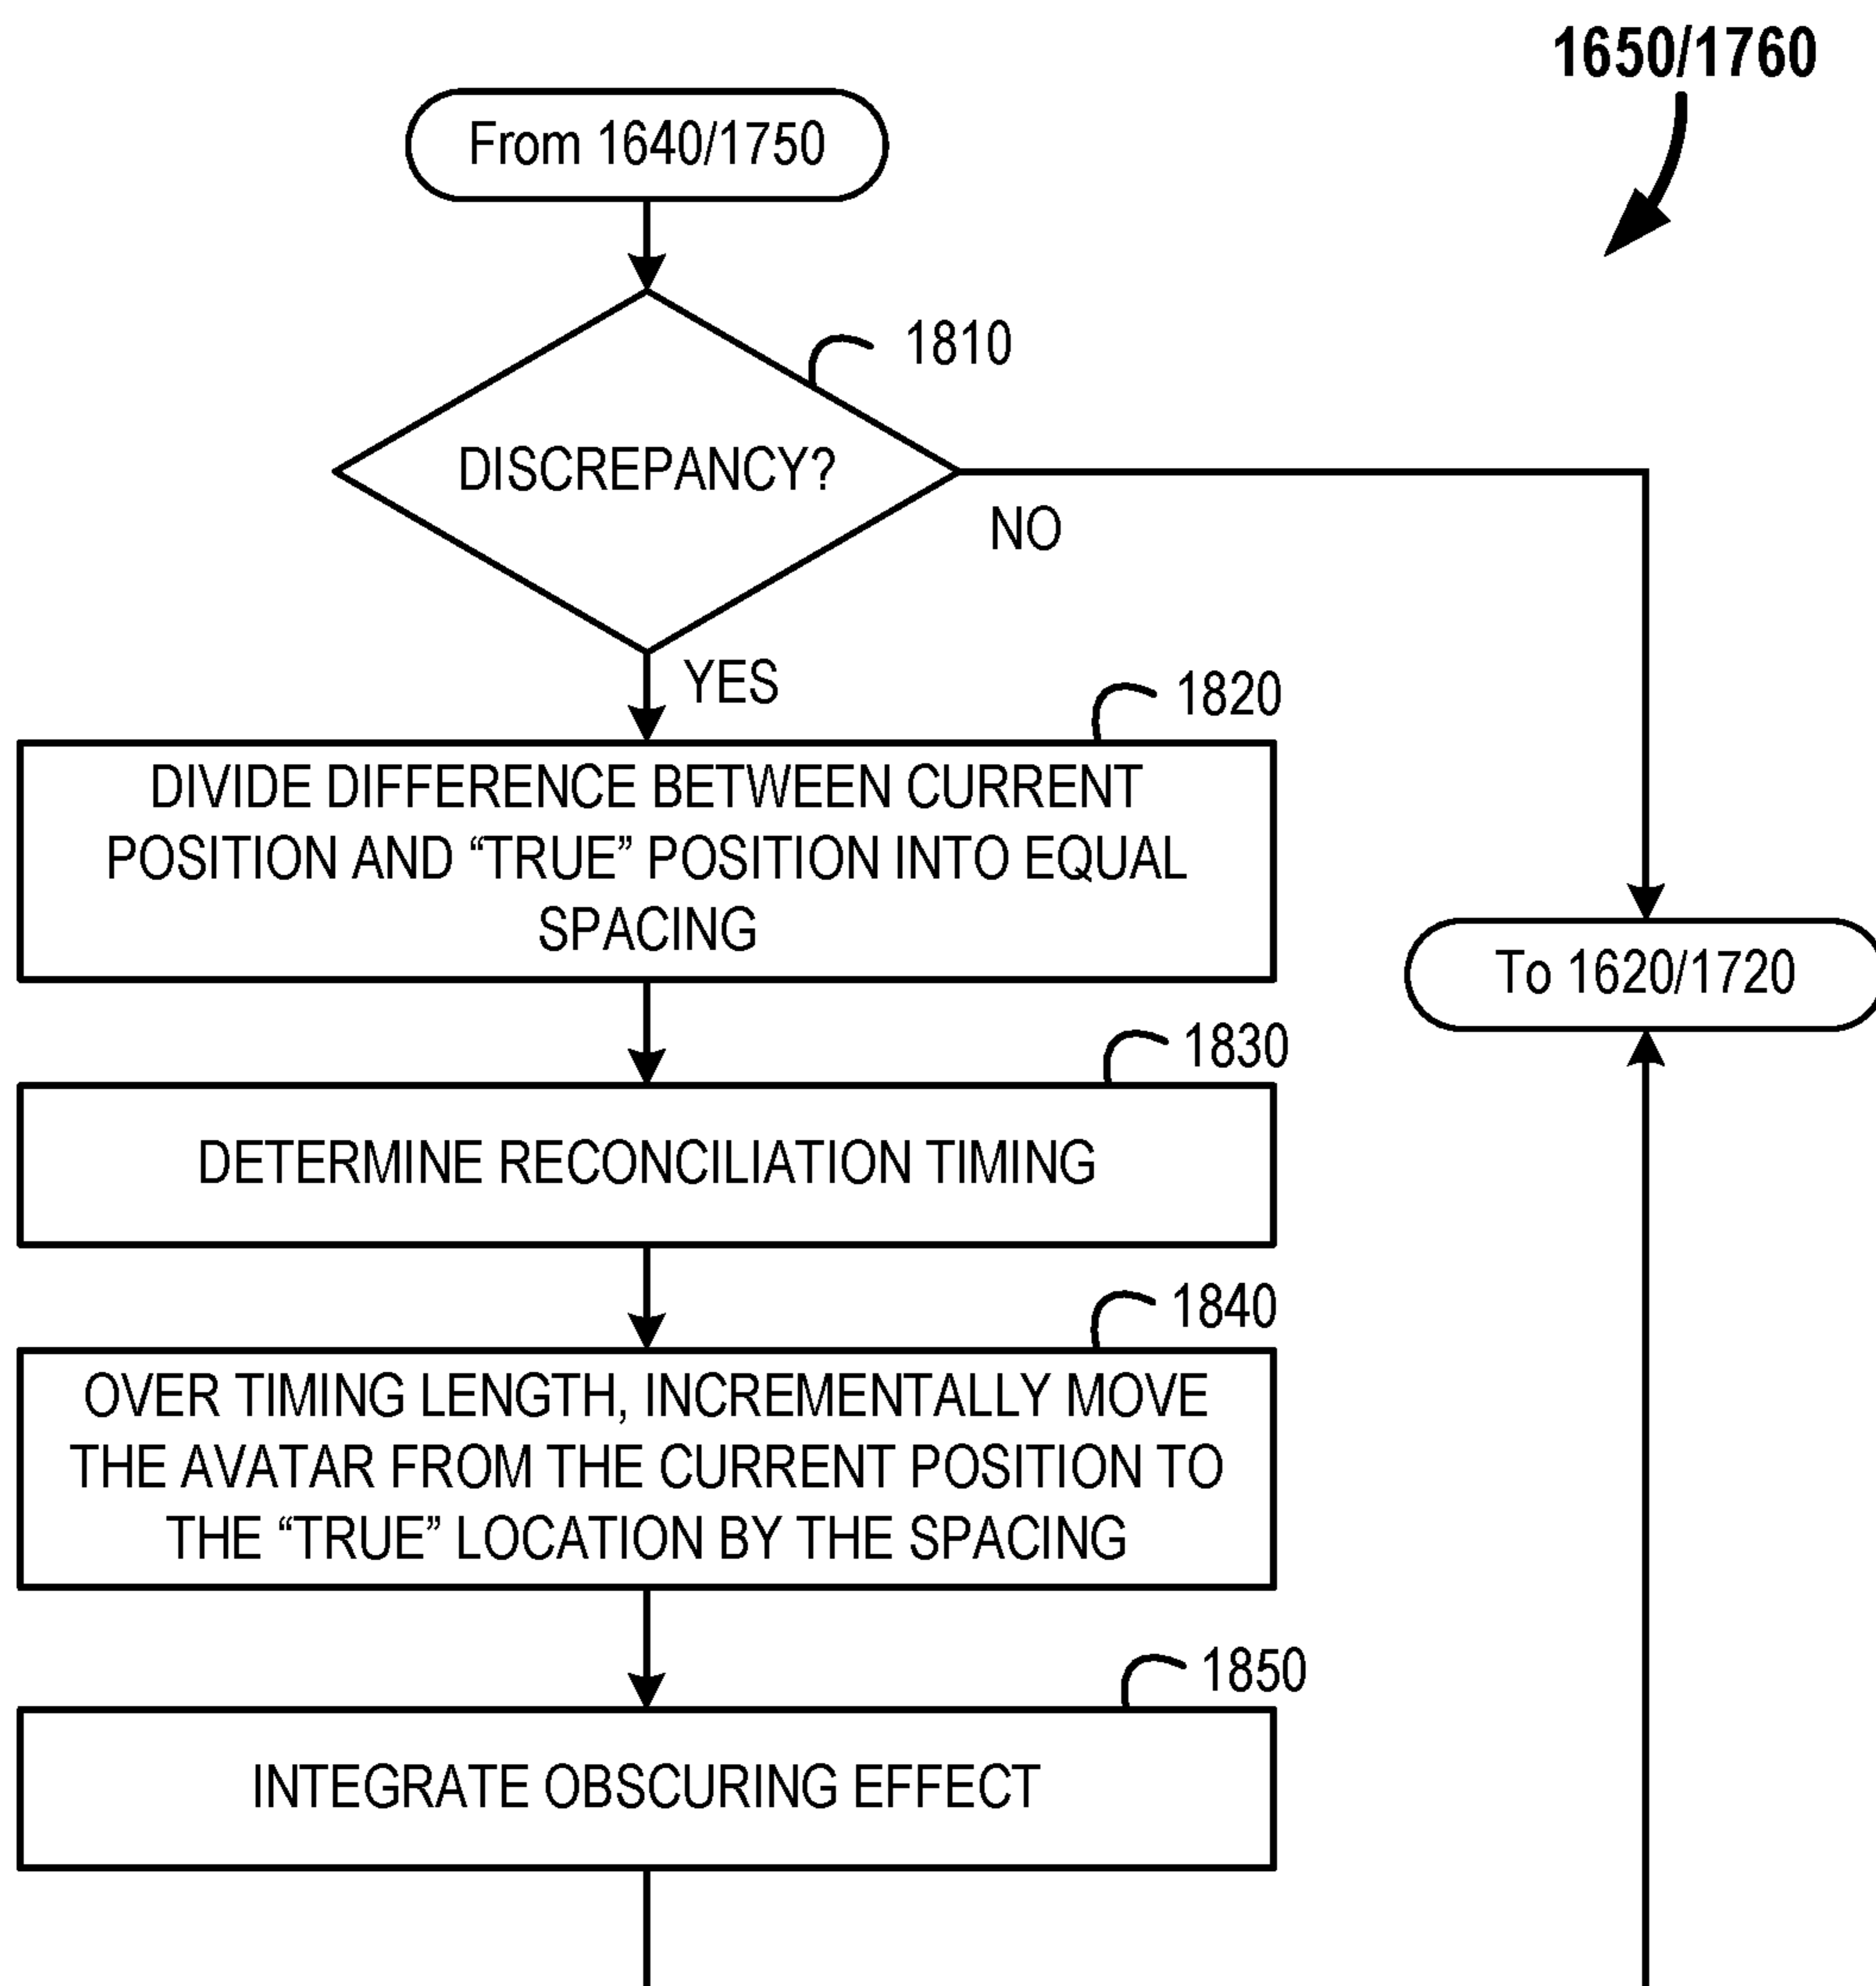 1650/1760
From 1640/1750
1810
DISCREPANCY?
NO
YES
1820
DIVIDE DIFFERENCE BETWEEN CURRENT
POSITION AND “TRUE” POSITION INTO EQUAL
SPACING
To 1620/1720
1830
DETERMINE RECONCILIATION TIMING
1840
OVER TIMING LENGTH, INCREMENTALLY MOVE
THE AVATAR FROM THE CURRENT POSITION TO
THE “TRUE” LOCATION BY THE SPACING
1850
INTEGRATE OBSCURING EFFECT